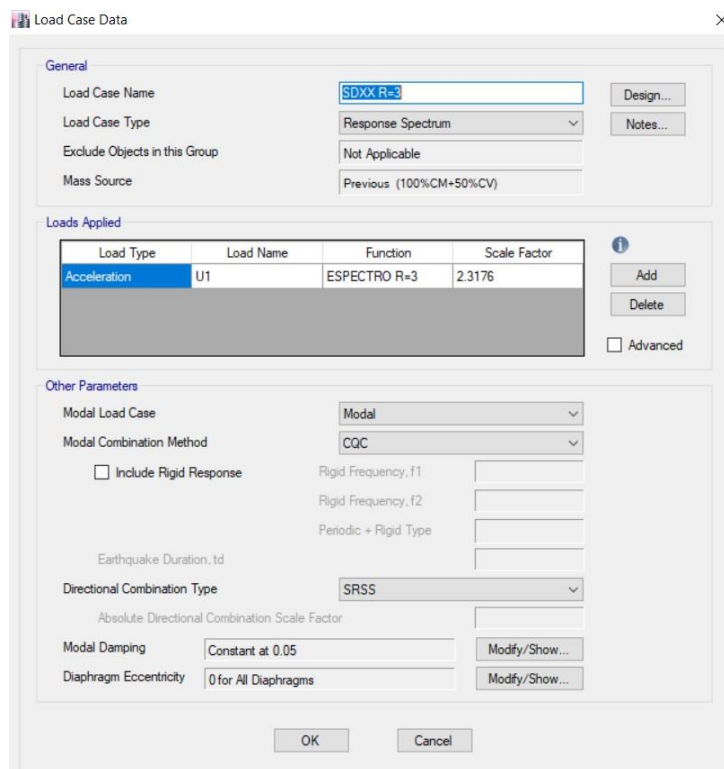 Load Case Data
General
Load Case Name SDXX R=3 Design...
Load Case Type Response Spectrum Notes...
Exclude Objects in this Group Not Applicable
Mass Source Previous (100%CM+50%CV)
Loads Applied
Load Type Load Name Function Scale Factor
Acceleration U1 ESPECTRO R=3 2.3176 Add
Delete
Advanced
Other Parameters
Modal Load Case Modal
Modal Combination Method CQC
Include Rigid Response Rigid Frequency, f1
Rigid Frequency, f2
Periodic + Rigid Type
Earthquake Duration, td
Directional Combination Type SRSS
Absolute Directional Combination Scale Factor
Modal Damping Constant at 0.05 Modify/Show...
Diaphragm Eccentricity 0 for All Diaphragms Modify/Show...
OK Cancel